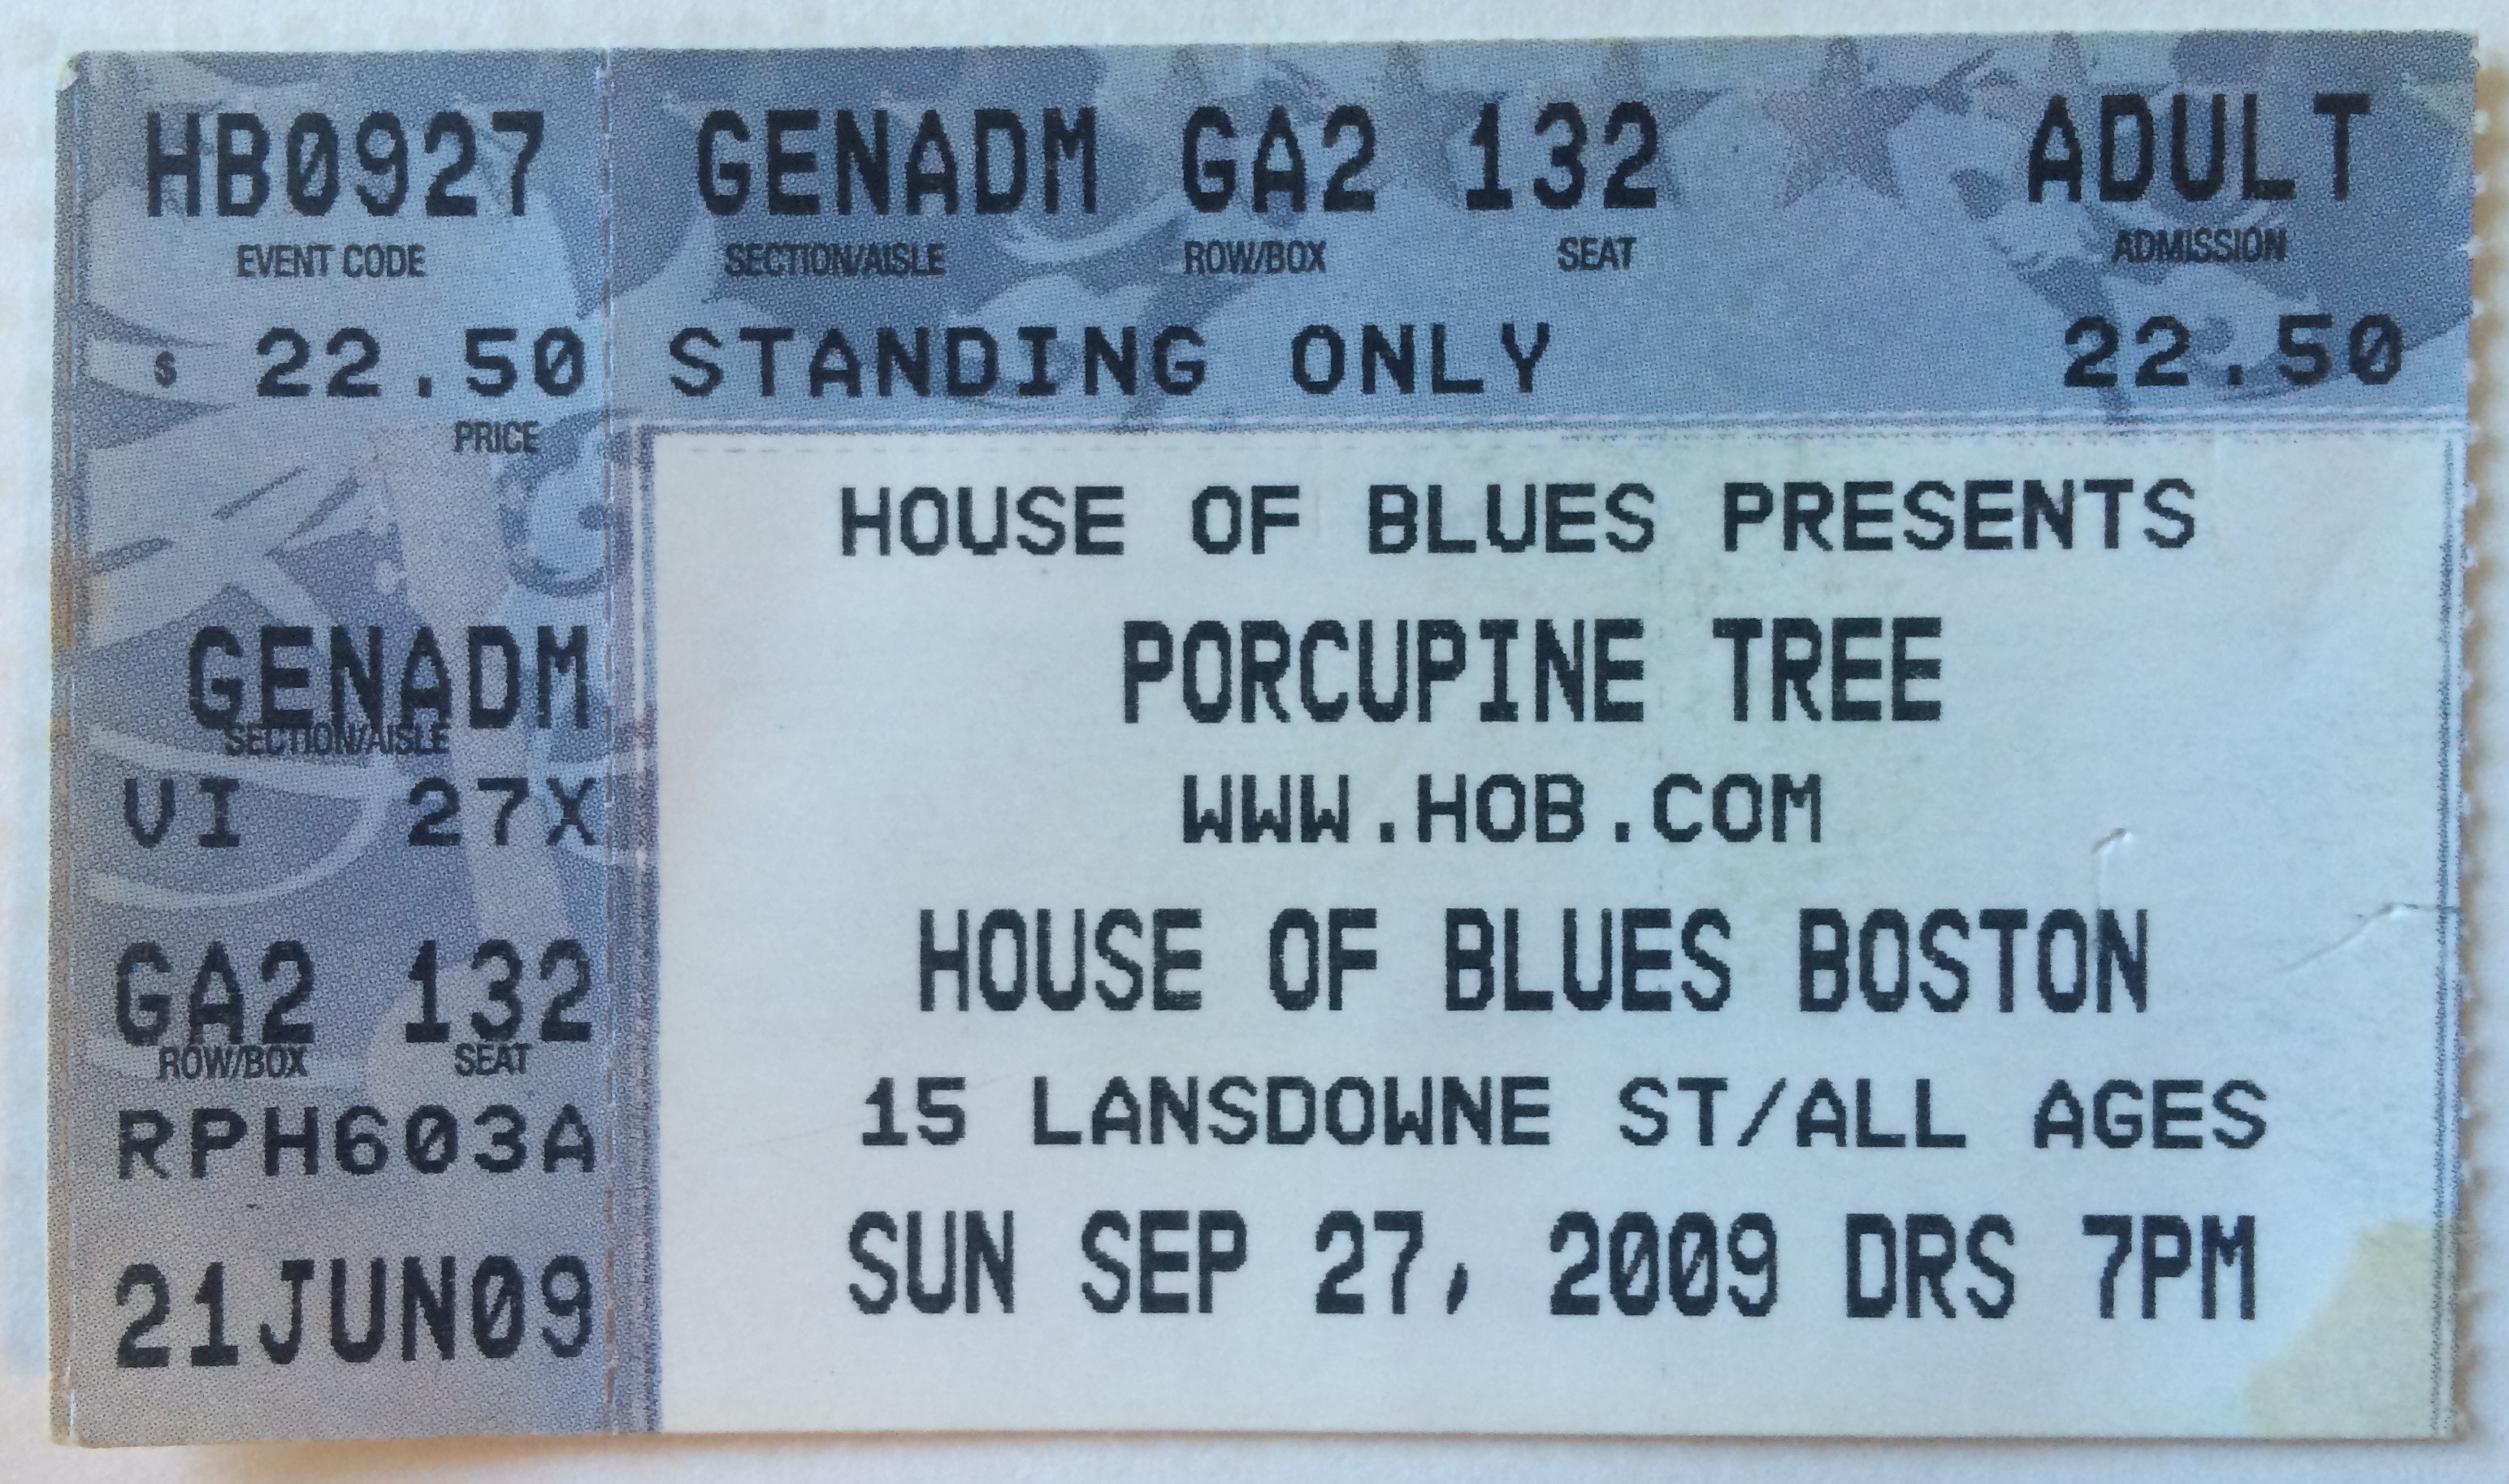 HB0927
EVENT CODE
$ 22.50
PRICE
GENADM
SECTION/AISLE
VI 27X
GA2 132
ROW/BOX SEAT
RPH603A
21JUN09
GENADM GA2 132 ADULT
SECTION/AISLE ROW/BOX SEAT ADMISSION
STANDING ONLY 22.50
HOUSE OF BLUES PRESENTS
PORCUPINE TREE
WWW.HOB.COM
HOUSE OF BLUES BOSTON
15 LANSDOWNE ST/ALL AGES
SUN SEP 27, 2009 DRS 7PM